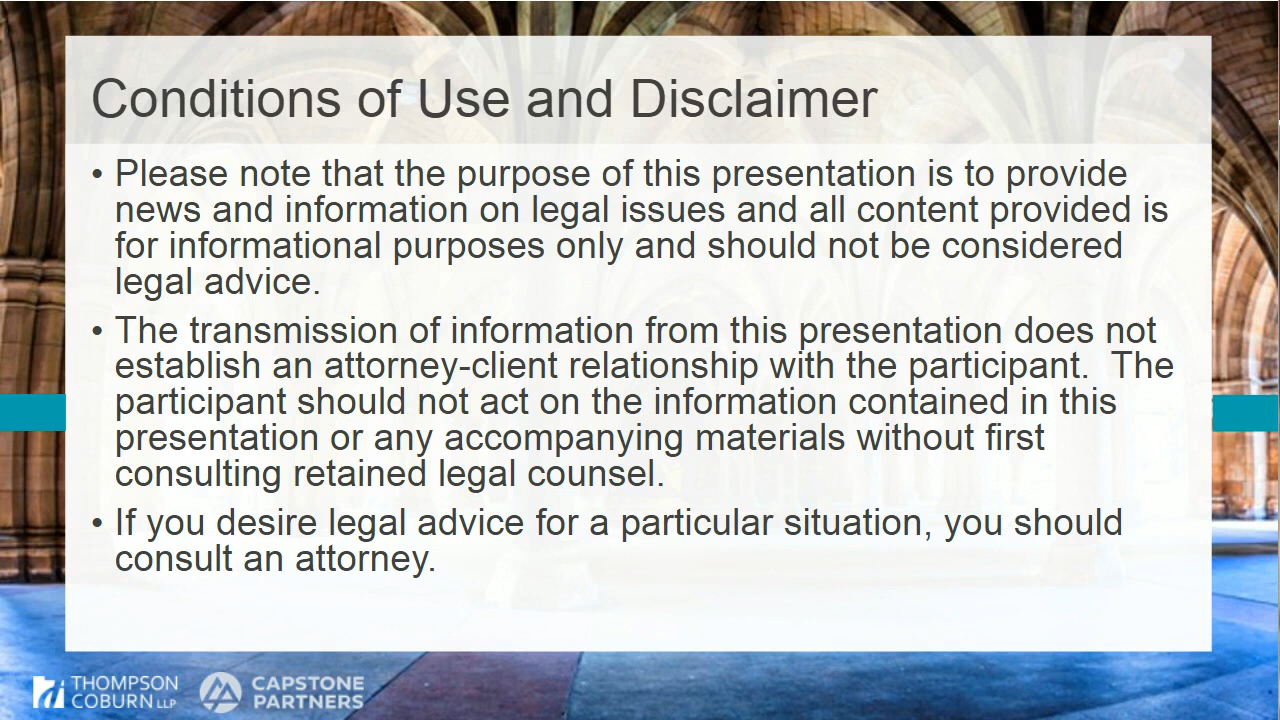 Conditions of Use and Disclaimer
• Please note that the purpose of this presentation is to provide
news and information on legal issues and all content provided is
for informational purposes only and should not be considered
legal advice.
• The transmission of information from this presentation does not
establish an attorney-client relationship with the participant.  The
participant should not act on the information contained in this
presentation or any accompanying materials without first
consulting retained legal counsel.
• If you desire legal advice for a particular situation, you should
consult an attorney.
THOMPSON
COBURN LLP
CAPSTONE
PARTNERS